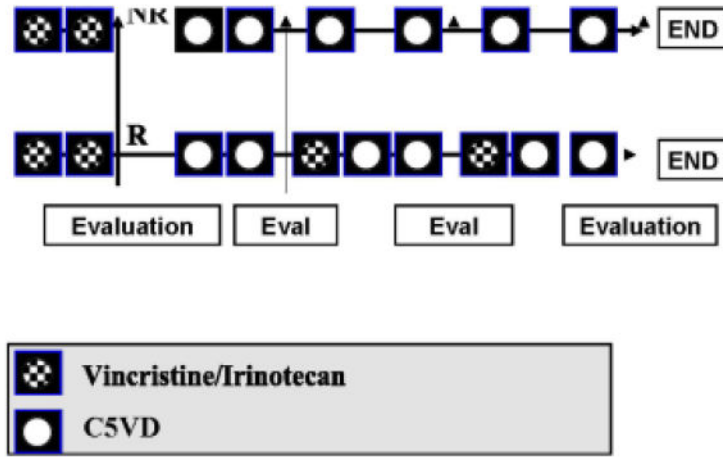 NR
END
R
END
Evaluation
Eval
Eval
Evaluation
Vincristine/Irinotecan
C5VD